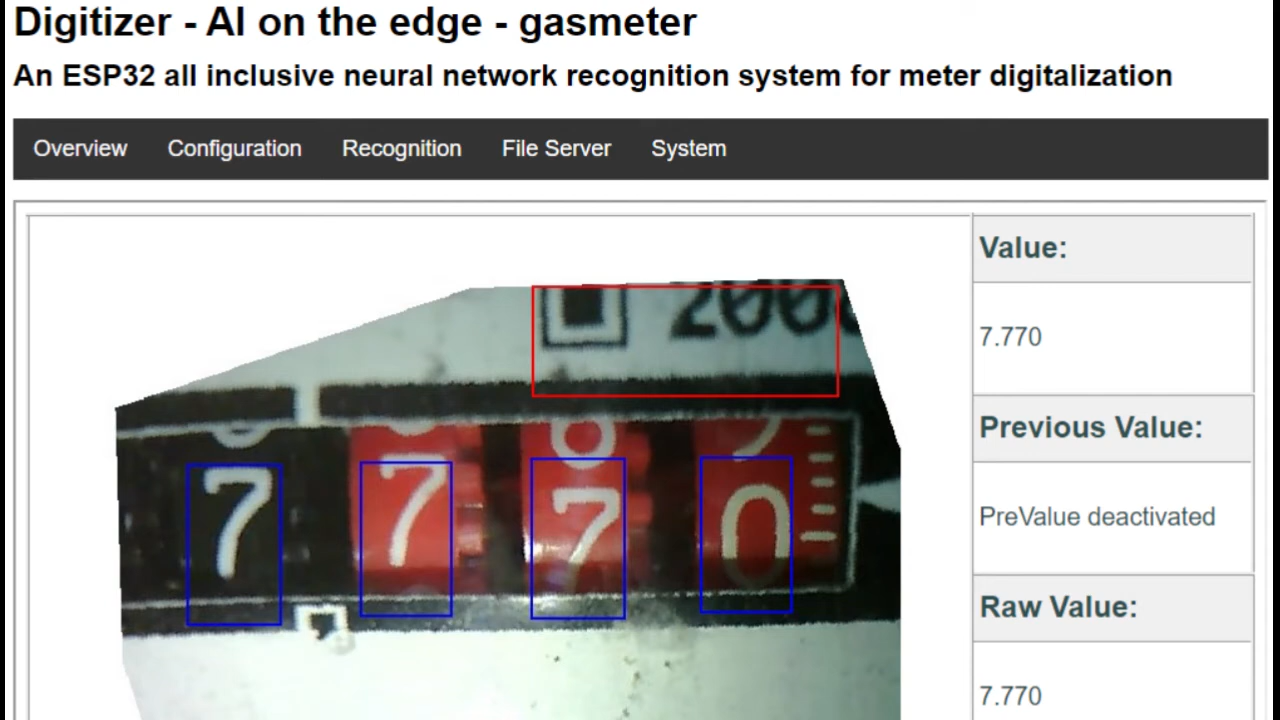 Digitizer - AI on the edge - gasmeter
An ESP32 all inclusive neural network recognition system for meter digitalization
Overview Configuration Recognition File Server System
Value:
7.770
Previous Value:
PreValue deactivated
Raw Value:
7.770
200
7 7 7 0